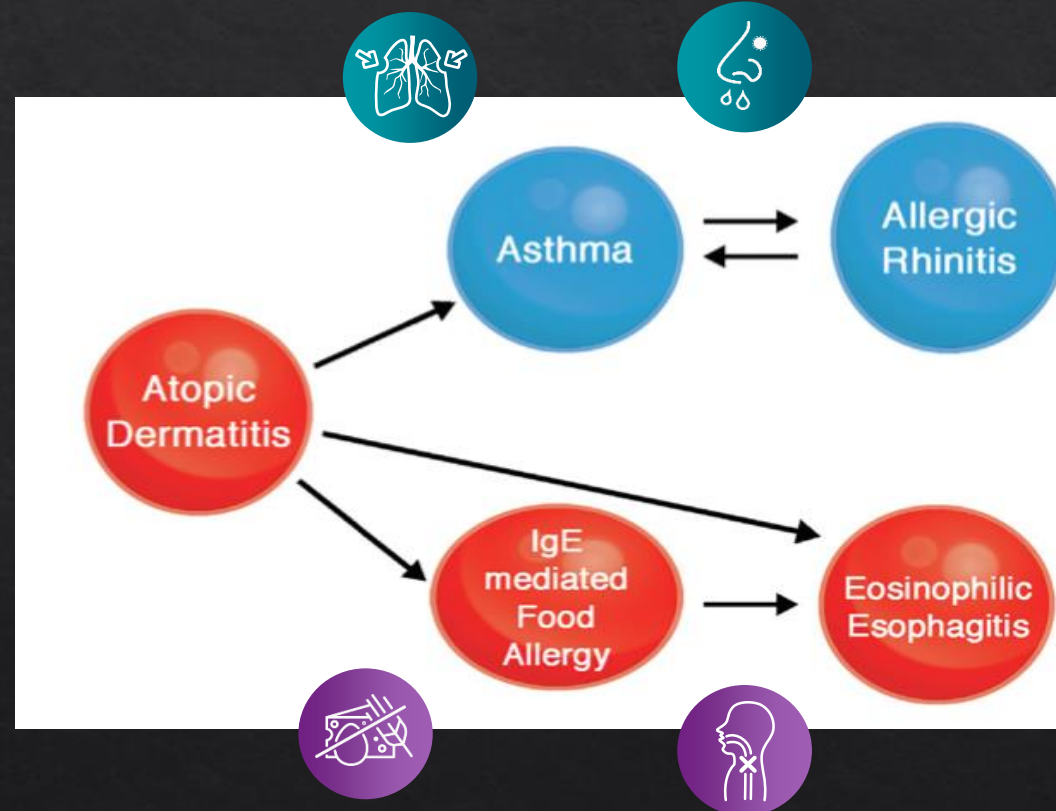 Asthma
Allergic
Rhinitis
Atopic
Dermatitis
IgE
mediated
Food
Allergy
Eosinophilic
Esophagitis